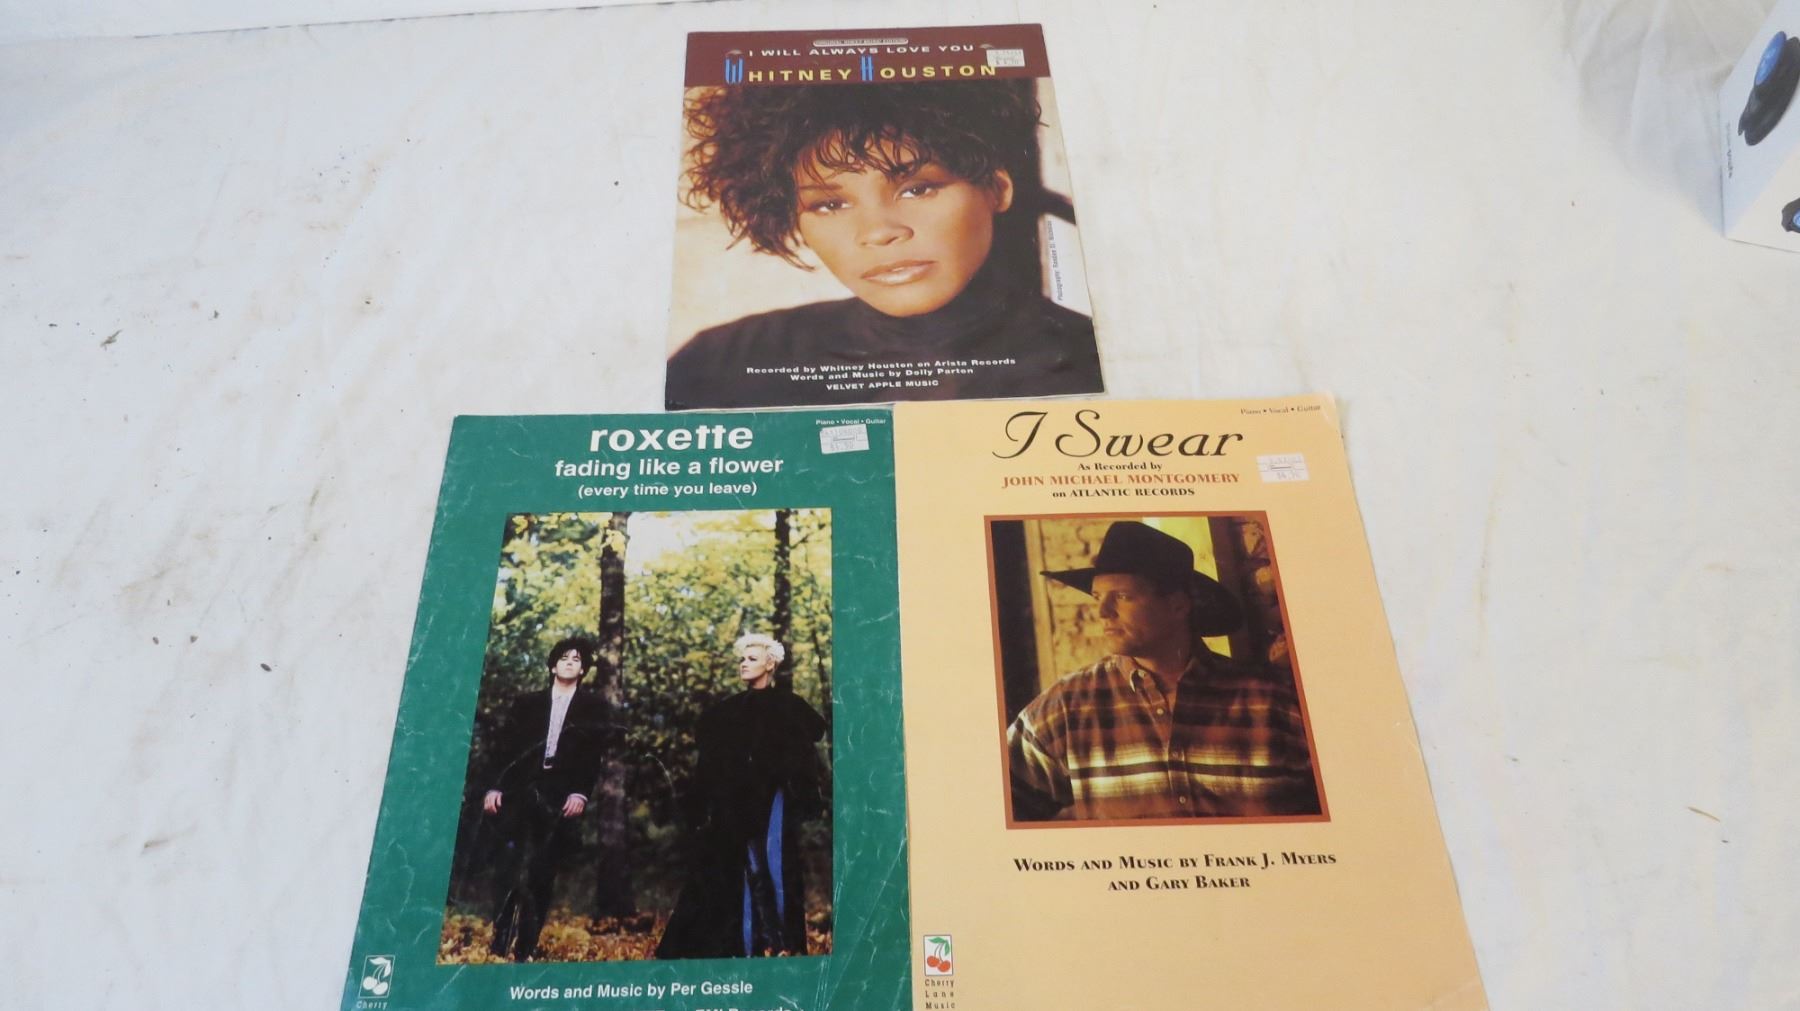 I WILL ALWAYS LOVE YOU
WHITNEY HOUSTON
Recorded by Whitney Houston on Arista Records
Words and Music by Dolly Parton
VELVET APPLE MUSIC
Piano • Vocal • Guitar
roxette
fading like a flower
(every time you leave)
Words and Music by Per Gessle
Cherry
Piano • Vocal • Guitar
I Swear
As Recorded by
JOHN MICHAEL MONTGOMERY
on ATLANTIC RECORDS
WORDS AND MUSIC BY FRANK J. MYERS
AND GARY BAKER
Cherry
Lane
Music